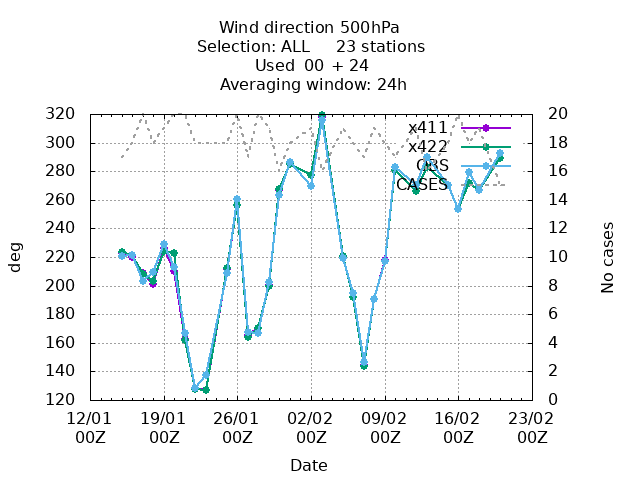 Wind direction 500hPa
Selection: ALL 23 stations
Used 00 + 24
Averaging window: 24h
320 20
x411
300 18
x422
OBS
280 16
CASES
260 14
240 12
deg
220 10
No cases
200 8
180 6
160 4
140 2
120 0
12/01 19/01 26/01 02/02 09/02 16/02 23/02
00Z 00Z 00Z 00Z 00Z 00Z 00Z
Date